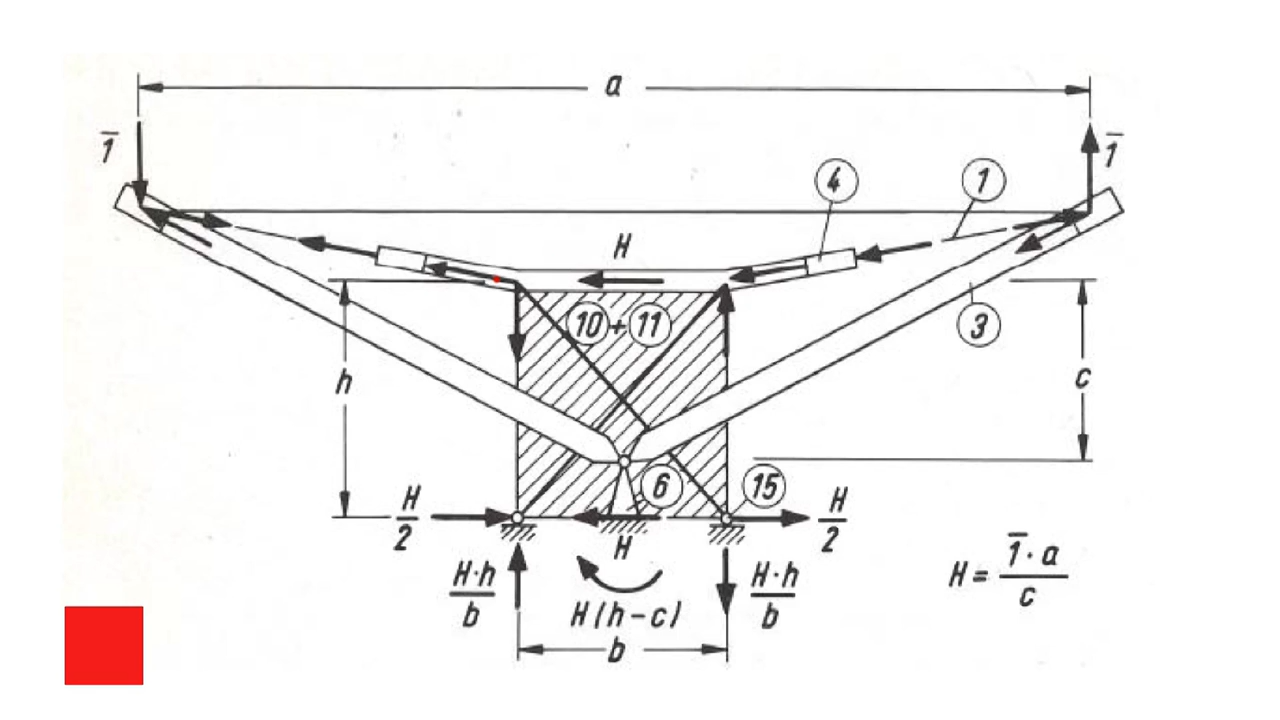 a
1̄
1̄
4
1
H
10 + 11
3
h
c
6
15
H/2
H/2
H
H·h/b
H·h/b
H(h-c)
b
H = 1̄·a/c